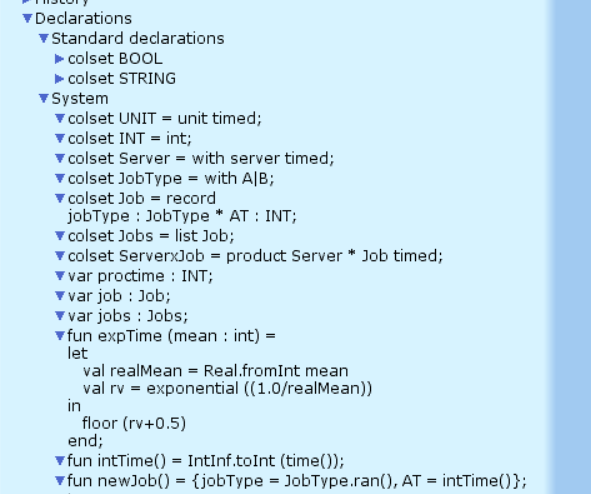 History
Declarations
Standard declarations
colset BOOL
colset STRING
System
colset UNIT = unit timed;
colset INT = int;
colset Server = with server timed;
colset JobType = with A|B;
colset Job = record
jobType : JobType * AT : INT;
colset Jobs = list Job;
colset ServerxJob = product Server * Job timed;
var proctime : INT;
var job : Job;
var jobs : Jobs;
fun expTime (mean : int) =
let
val realMean = Real.fromInt mean
val rv = exponential ((1.0/realMean))
in
floor (rv+0.5)
end;
fun intTime() = IntInf.toInt (time());
fun newJob() = {jobType = JobType.ran(), AT = intTime()};